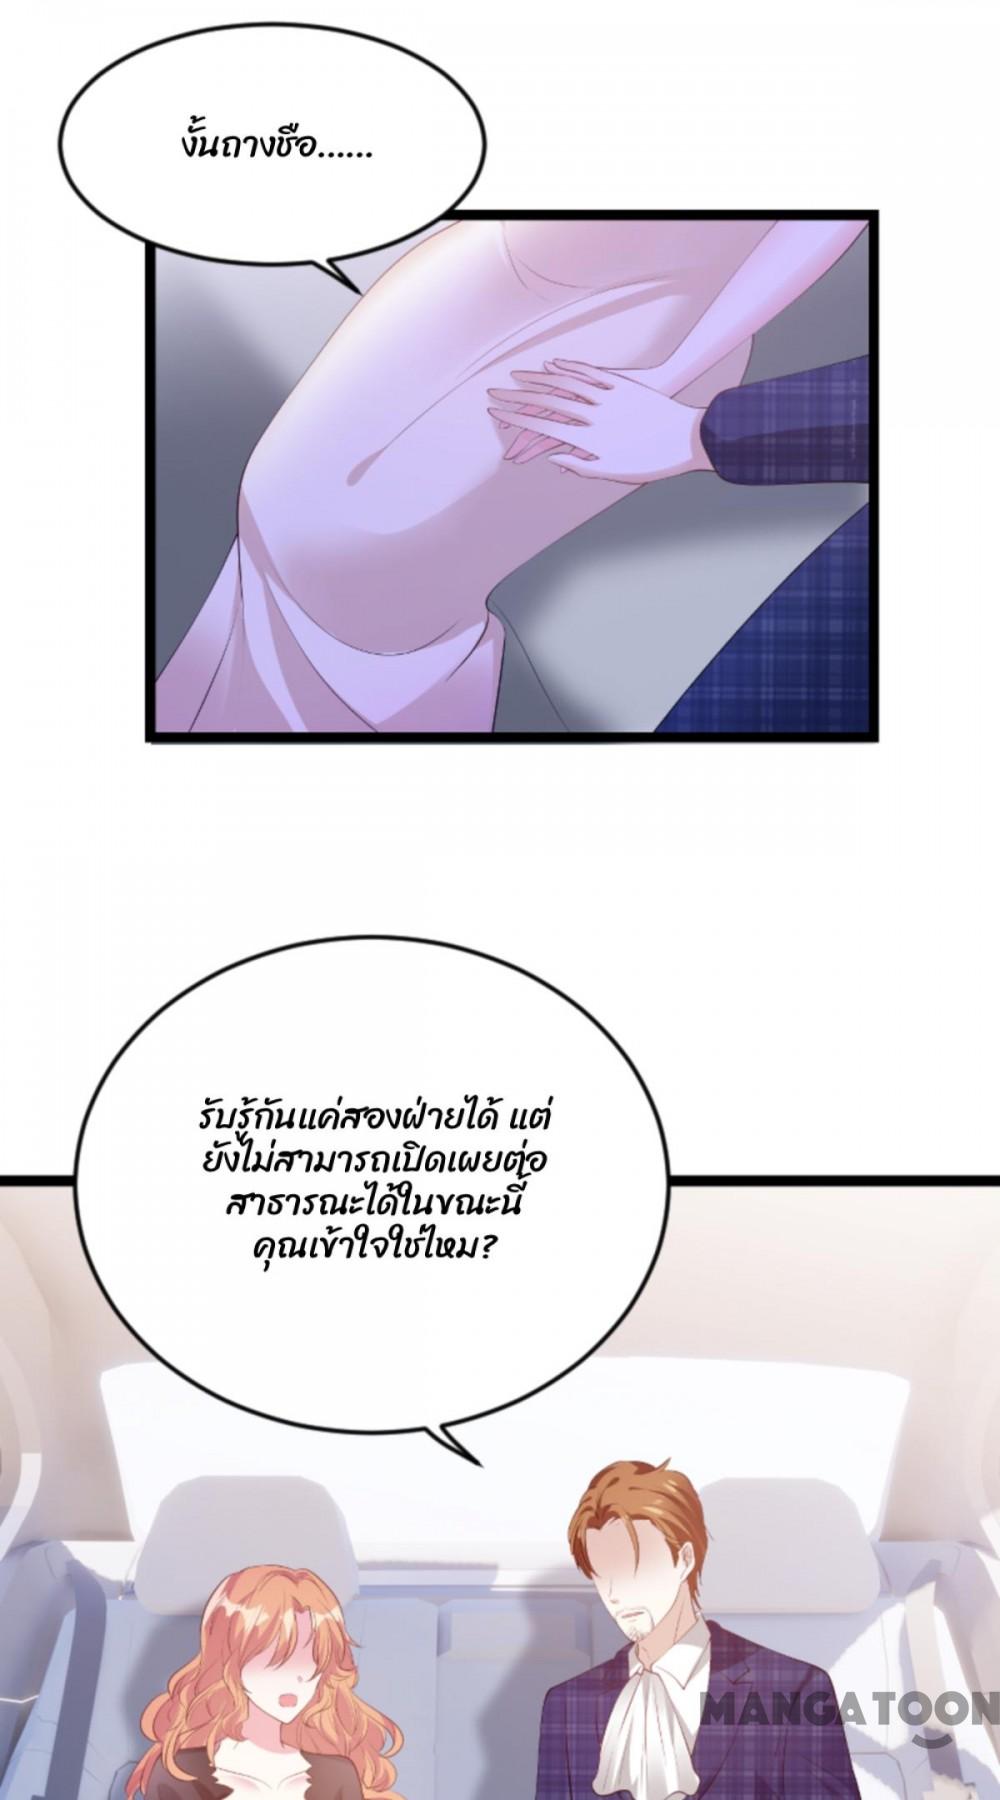 งั้นถางชือ......
รับรู้กันแค่สองฝ่ายได้ แต่
ยังไม่สามารถเปิดเผยต่อ
สาธารณะได้ในขณะนี้
คุณเข้าใจใช่ไหม?
MANGATOON